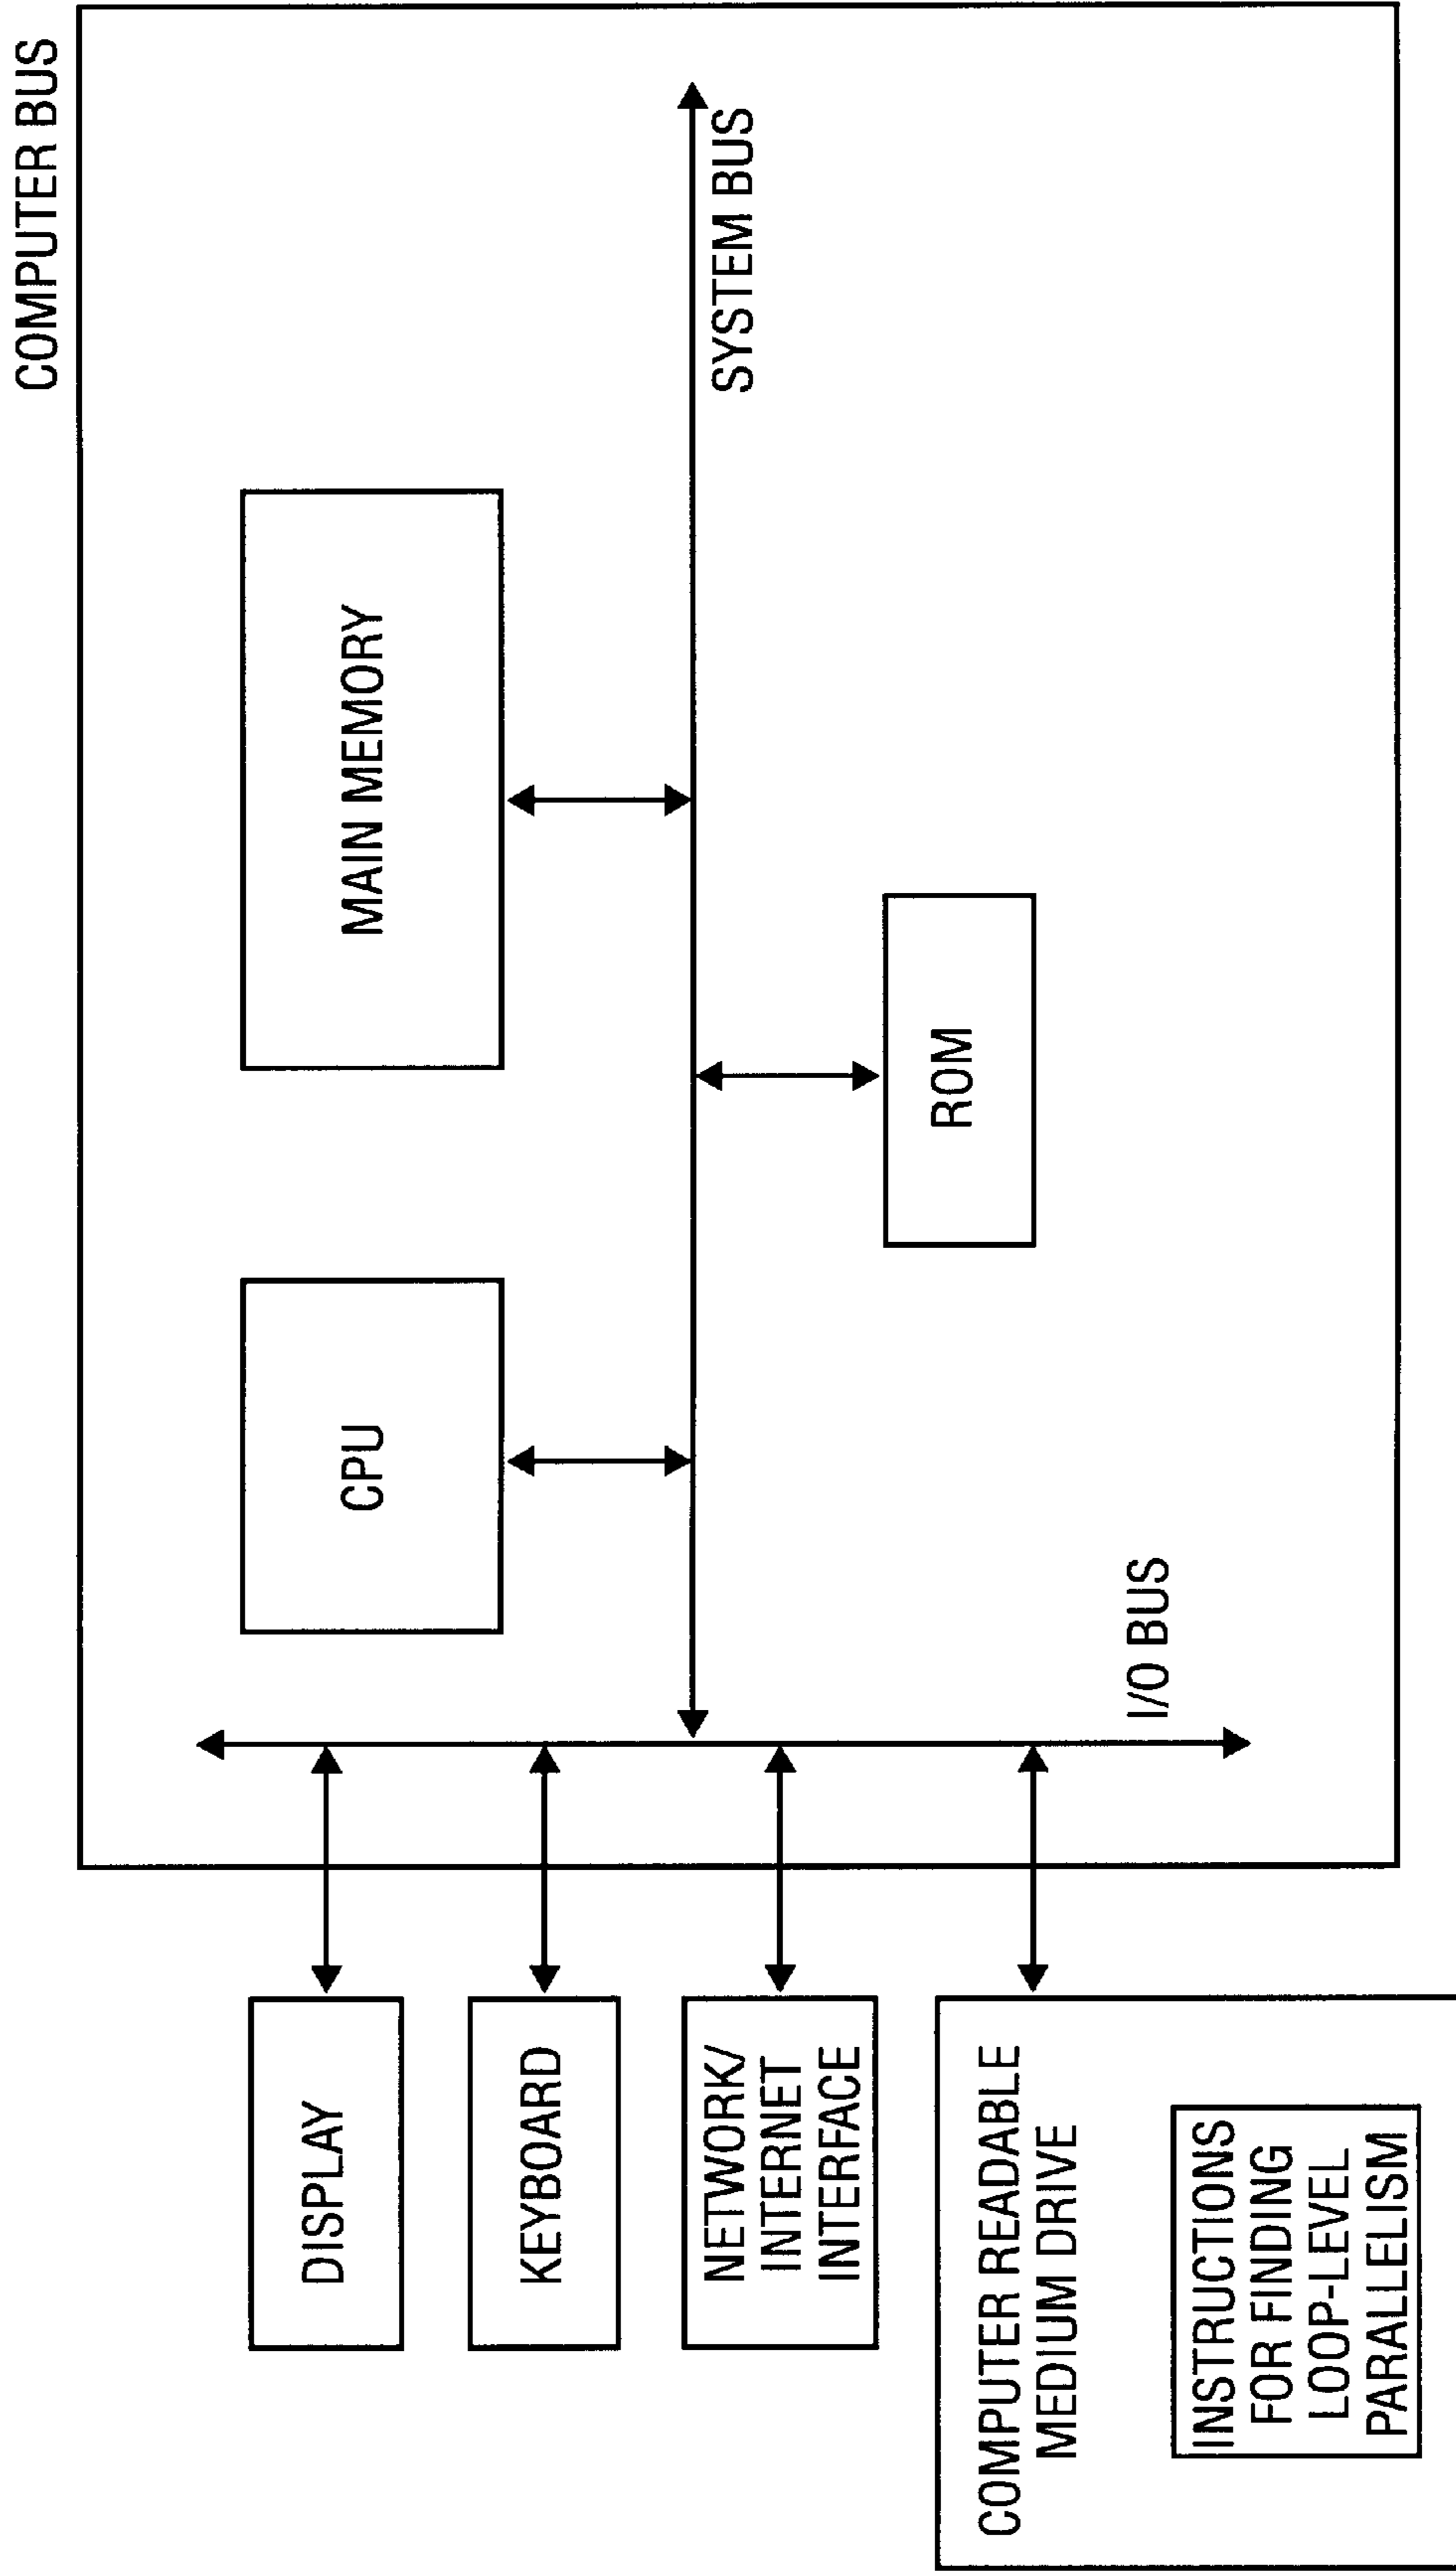 COMPUTER BUS
DISPLAY
KEYBOARD
NETWORK/
INTERNET
INTERFACE
COMPUTER READABLE
MEDIUM DRIVE
INSTRUCTIONS
FOR FINDING
LOOP-LEVEL
PARALLELISM
CPU
MAIN MEMORY
SYSTEM BUS
ROM
I/O BUS